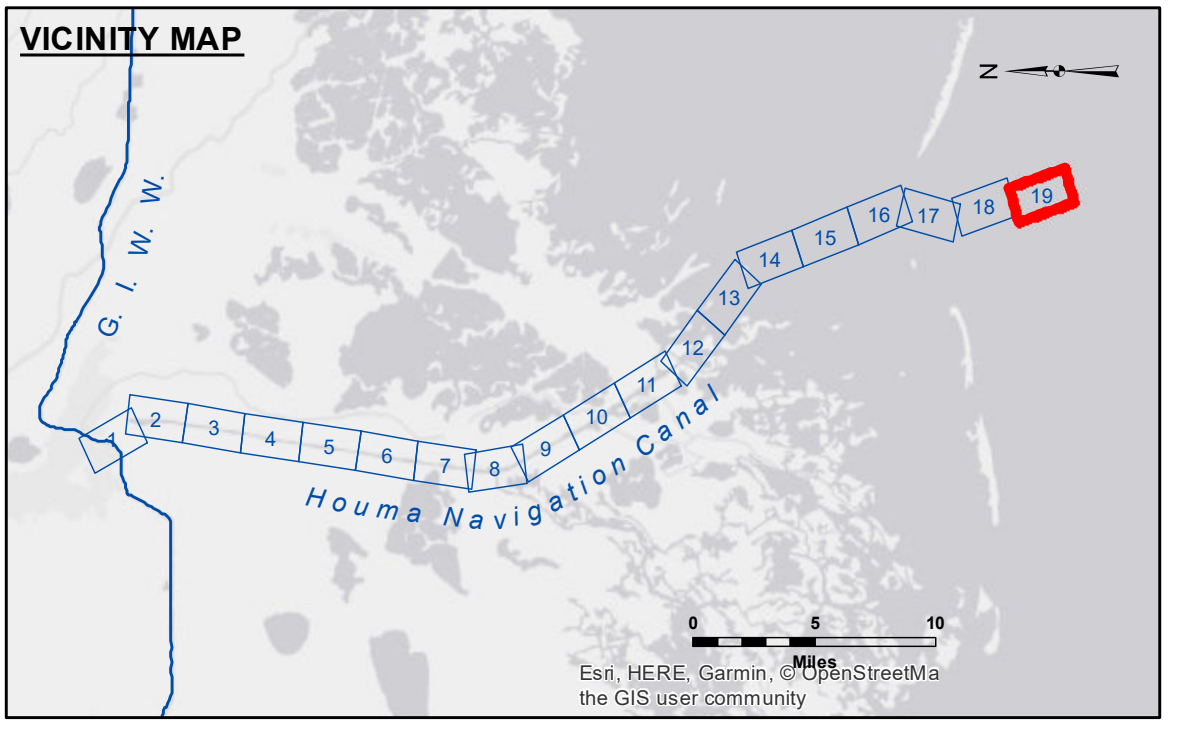 VICINITY MAP
N
G. I. W. W.
1
2
3
4
5
6
7
8
9
10
11
12
13
14
15
16
17
18
19
Houma Navigation Canal
0 5 10
Miles
Esri, HERE, Garmin, © OpenStreetMa
the GIS user community